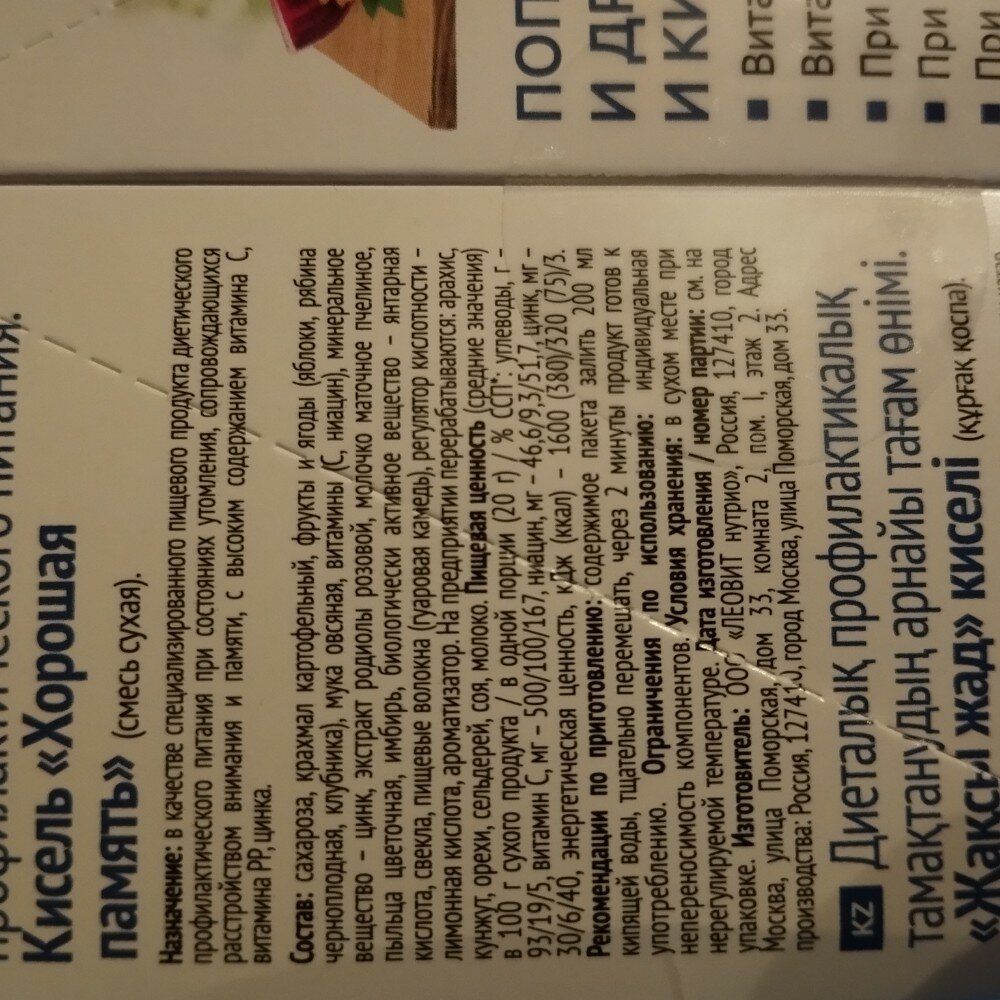 профилактического питания.
Кисель «Хорошая
память» (смесь сухая).
Назначение: в качестве специализированного пищевого продукта диетического
профилактического питания при состояниях утомления, сопровождающихся
расстройством внимания и памяти, с высоким содержанием витамина С,
витамина РР, цинка.
Состав: сахароза, крахмал картофельный, фрукты и ягоды (яблоки, рябина
черноплодная, клубника), мука овсяная, витамины (С, ниацин), минеральное
вещество – цинк, экстракт родиолы розовой, молочко маточное пчелиное,
пыльца цветочная, имбирь, биологически активное вещество – янтарная
кислота, свекла, пищевые волокна (гуаровая камедь), регулятор кислотности –
лимонная кислота, ароматизатор. На предприятии перерабатываются: арахис,
кунжут, орехи, сельдерей, соя, молоко. Пищевая ценность (средние значения)
в 100 г сухого продукта / в одной порции (20 г) / % ССП*: углеводы, г –
93/19/5, витамин С, мг – 500/100/167, ниацин, мг – 46,6/9,3/51,7, цинк, мг –
30/6/40, энергетическая ценность, кДж (ккал) – 1600 (380)/320 (75)/3.
Рекомендации по приготовлению: содержимое пакета залить 200 мл
кипящей воды, тщательно перемешать, через 2 минуты продукт готов к
употреблению. Ограничения по использованию: индивидуальная
непереносимость компонентов. Условия хранения: в сухом месте при
нерегулируемой температуре. Дата изготовления / номер партии: см. на
упаковке. Изготовитель: ООО «ЛЕОВИТ нутрио», Россия, 127410, город
Москва, улица Поморская, дом 33, комната 2, пом. I, этаж 2. Адрес
производства: Россия, 127410, город Москва, улица Поморская, дом 33.
KZ Диеталық профилактикалық
тамақтанудың арнайы тағам өнімі.
«Жақсы жад» киселі (құрғақ қоспа).
ПОП
И
И КИ
Вита
Вита
При
При
При